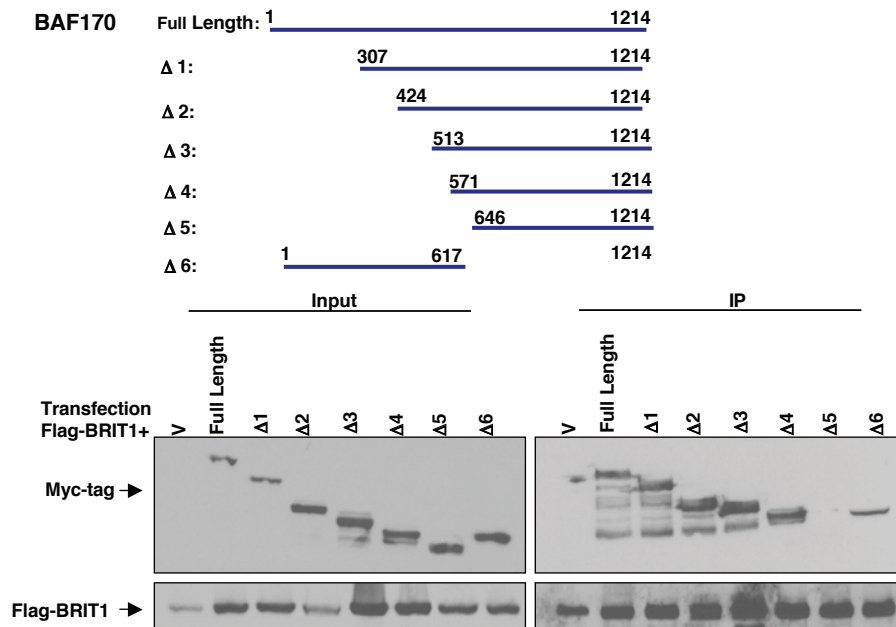 BAF170
Full Length: 1 1214
Δ 1: 307 1214
Δ 2: 424 1214
Δ 3: 513 1214
Δ 4: 571 1214
Δ 5: 646 1214
Δ 6: 1 617 1214
Input IP
Transfection
Flag-BRIT1+
V Full Length Δ1 Δ2 Δ3 Δ4 Δ5 Δ6
V Full Length Δ1 Δ2 Δ3 Δ4 Δ5 Δ6
Myc-tag
Flag-BRIT1